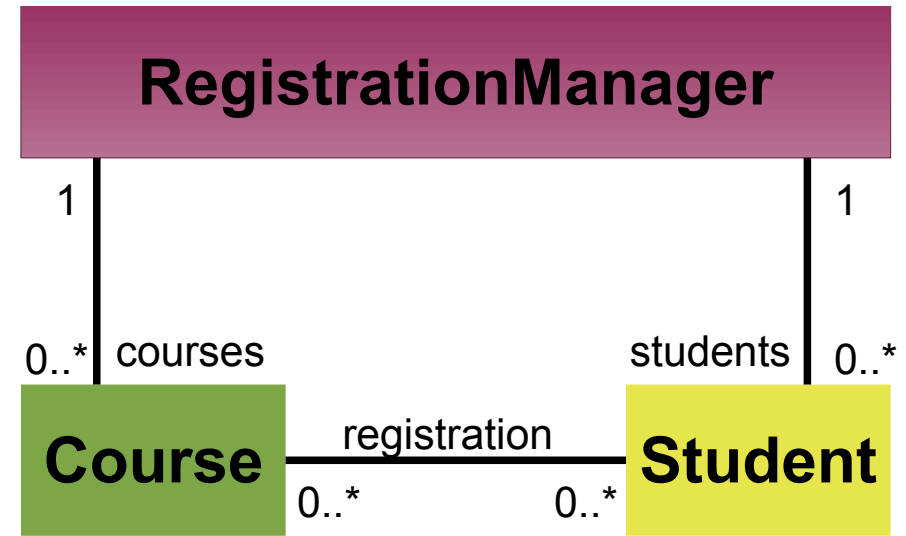 RegistrationManager
1
1
0..*
courses
students
0..*
Course
registration
Student
0..*
0..*